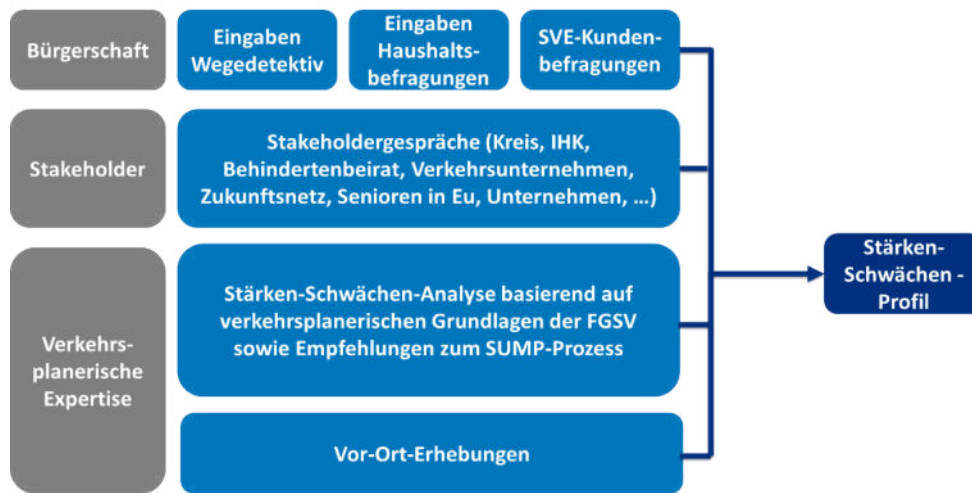 Bürgerschaft
Eingaben
Wegedetektiv
Eingaben
Haushalts-
befragungen
SVE-Kunden-
befragungen
Stakeholder
Stakeholdergespräche (Kreis, IHK,
Behindertenbeirat, Verkehrsunternehmen,
Zukunftsnetz, Senioren in Eu, Unternehmen, …)
Verkehrs-
planerische
Expertise
Stärken-Schwächen-Analyse basierend auf
verkehrsplanerischen Grundlagen der FGSV
sowie Empfehlungen zum SUMP-Prozess
Vor-Ort-Erhebungen
Stärken-
Schwächen -
Profil